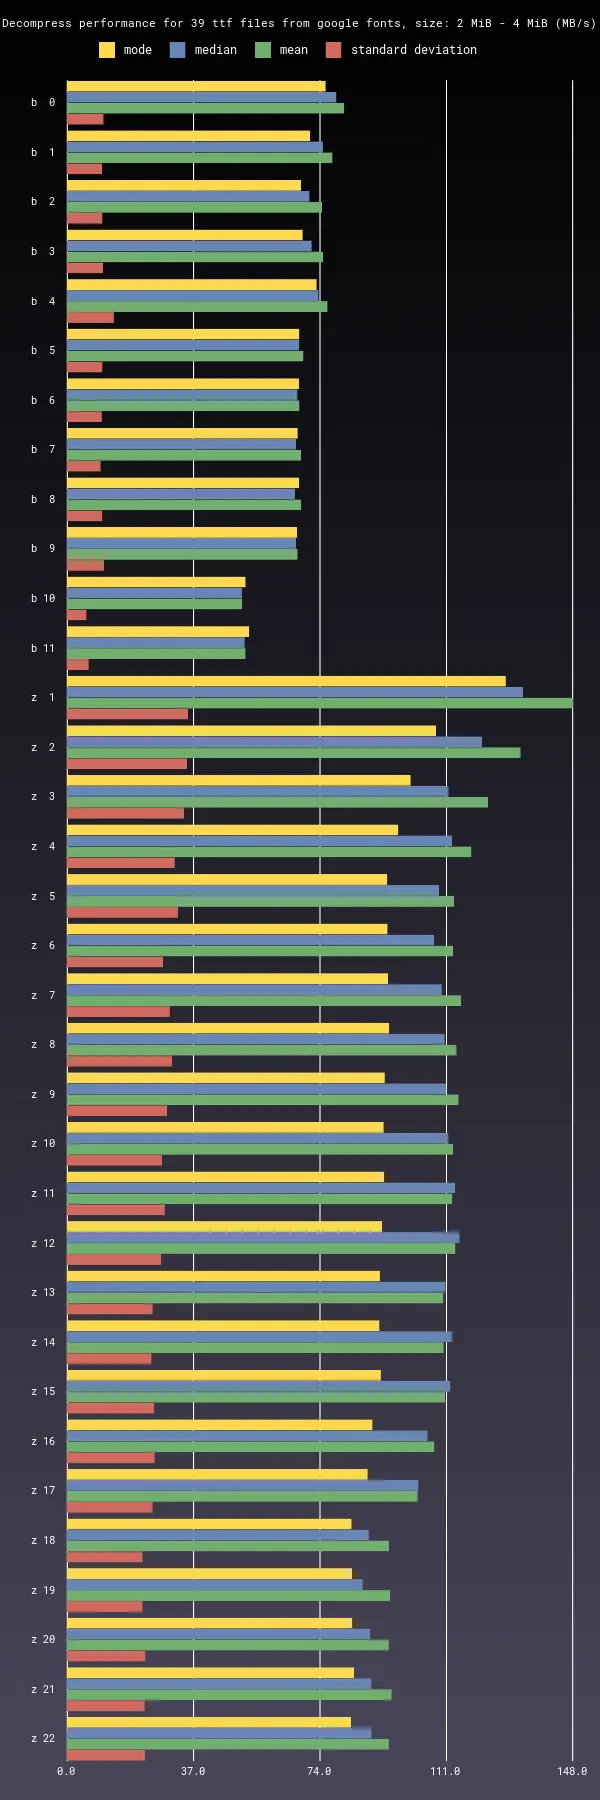 Decompress performance for 39 ttf files from google fonts, size: 2 MiB - 4 MiB (MB/s)
mode median mean standard deviation
b 0
b 1
b 2
b 3
b 4
b 5
b 6
b 7
b 8
b 9
b 10
b 11
z 1
z 2
z 3
z 4
z 5
z 6
z 7
z 8
z 9
z 10
z 11
z 12
z 13
z 14
z 15
z 16
z 17
z 18
z 19
z 20
z 21
z 22
0.0 37.0 74.0 111.0 148.0